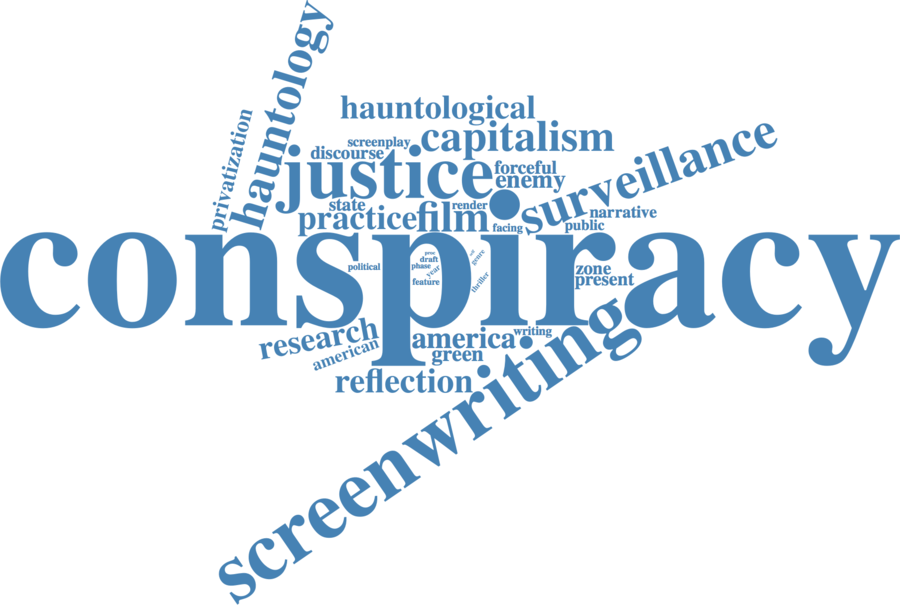 hauntology
privatization
hauntological
capitalism
screenplay
discourse
justice
forceful
enemy
surveillance
state
render
practice
film
facing
narrative
public
conspiracy
political
draft
phase
year
feature
genre
thriller
zone
present
research
american
america
writing
green
reflection
screenwriting